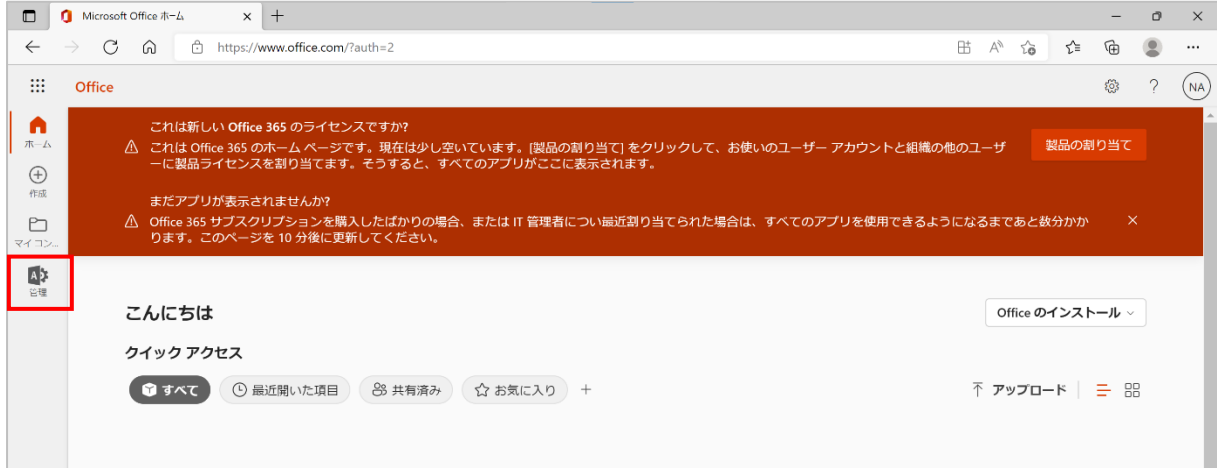 Microsoft Office ホーム
https://www.office.com/?auth=2
Office
NA
ホーム
作成
マイ コン...
管理
これは新しい Office 365 のライセンスですか?
これは Office 365 のホーム ページです。現在は少し空いています。[製品の割り当て] をクリックして、お使いのユーザー アカウントと組織の他のユーザ
ーに製品ライセンスを割り当てます。そうすると、すべてのアプリがここに表示されます。
製品の割り当て
まだアプリが表示されませんか?
Office 365 サブスクリプションを購入したばかりの場合、または IT 管理者につい最近割り当てられた場合は、すべてのアプリを使用できるようになるまであと数分かか
ります。このページを 10 分後に更新してください。
こんにちは
Office のインストール
クイック アクセス
すべて
最近開いた項目
共有済み
お気に入り
アップロード